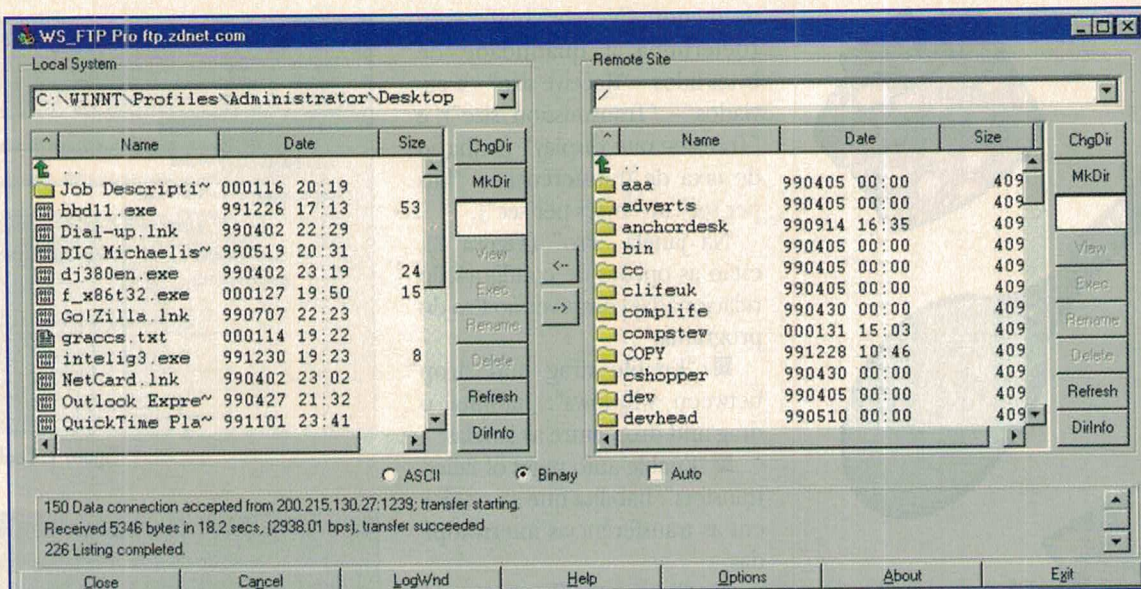 WS_FTP Pro ftp.zdnet.com
Local System
C:\WINNT\Profiles\Administrator\Desktop
^ Name Date Size
..
Job Descripti~ 000116 20:19
bbd11.exe 991226 17:13 53
Dial-up.lnk 990402 22:29
DIC Michaelis~ 990519 20:31
dj380en.exe 990402 23:19 24
f_x86t32.exe 000127 19:50 15
Go!Zilla.lnk 990707 22:23
graccs.txt 000114 19:22
intelig3.exe 991230 19:23 8
NetCard.lnk 990402 23:02
Outlook Expre~ 990427 21:32
QuickTime Pla~ 991101 23:41
ChgDir
MkDir
View
Exec
Rename
Delete
Refresh
DirInfo
<--
-->
Remote Site
/
^ Name Date Size
aaa 990405 00:00 409
adverts 990405 00:00 409
anchordesk 990914 16:35 409
bin 990405 00:00 409
cc 990405 00:00 409
clifeuk 990405 00:00 409
complife 990430 00:00 409
compstew 000131 15:03 409
COPY 991228 10:46 409
cshopper 990430 00:00 409
dev 990405 00:00 409
devhead 990510 00:00 409
ChgDir
MkDir
View
Exec
Rename
Delete
Refresh
DirInfo
ASCII Binary Auto
150 Data connection accepted from 200.215.130.27:1239; transfer starting.
Received 5346 bytes in 18.2 secs, (2938.01 bps), transfer succeeded
226 Listing completed.
Close Cancel LogWnd Help Options About Exit